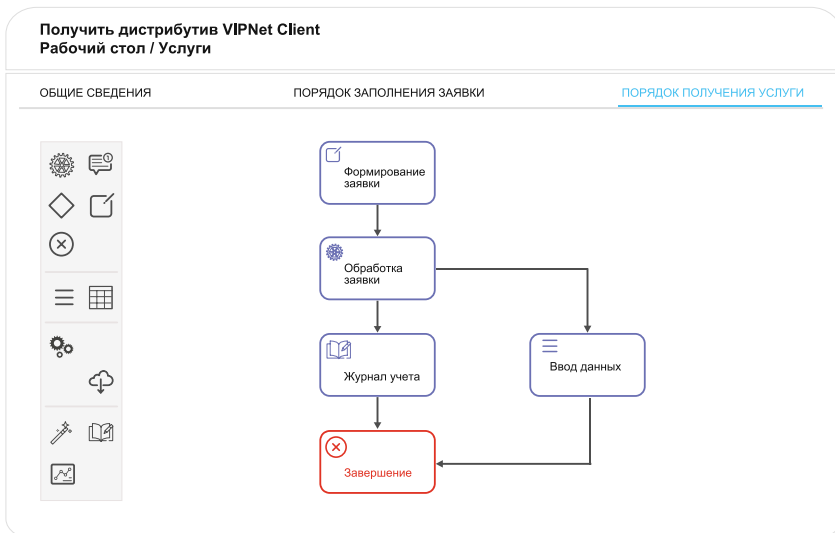 Получить дистрибутив VIPNet Client
Рабочий стол / Услуги
ОБЩИЕ СВЕДЕНИЯ
ПОРЯДОК ЗАПОЛНЕНИЯ ЗАЯВКИ
ПОРЯДОК ПОЛУЧЕНИЯ УСЛУГИ
Формирование
заявки
Обработка
заявки
Журнал учета
Ввод данных
Завершение